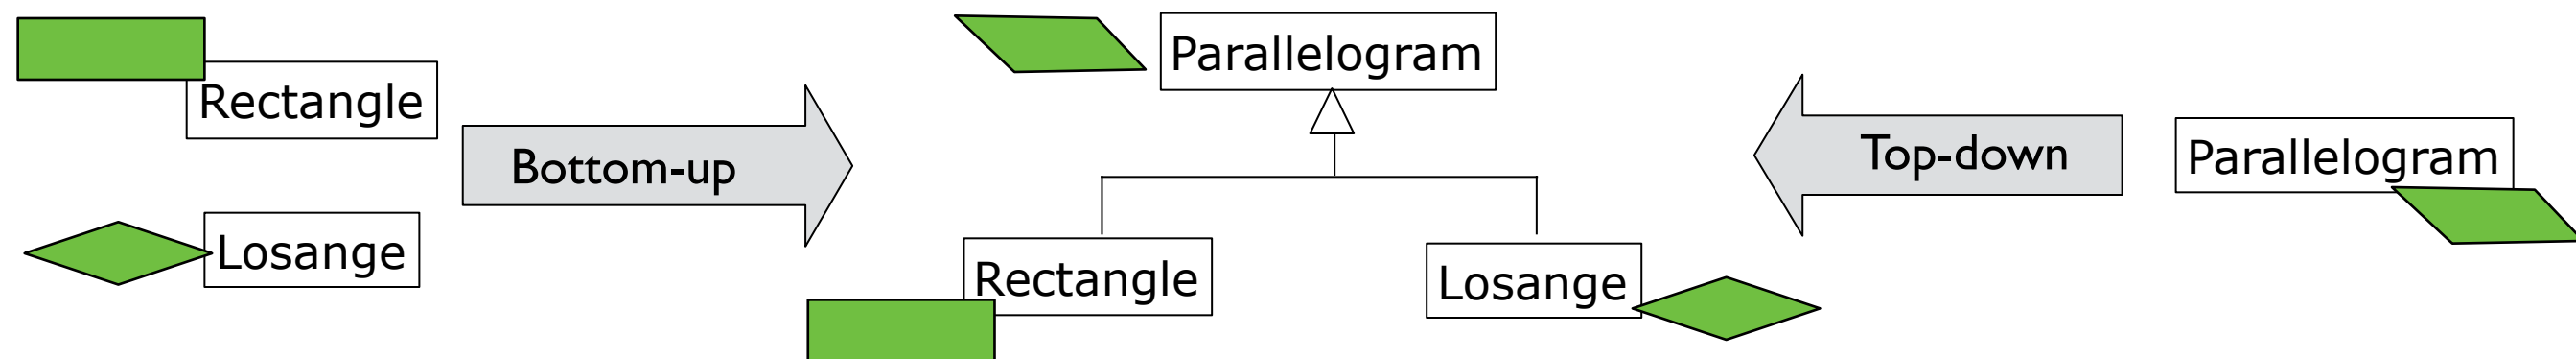 Rectangle
Losange
Bottom-up
Parallelogram
Rectangle
Losange
Top-down
Parallelogram